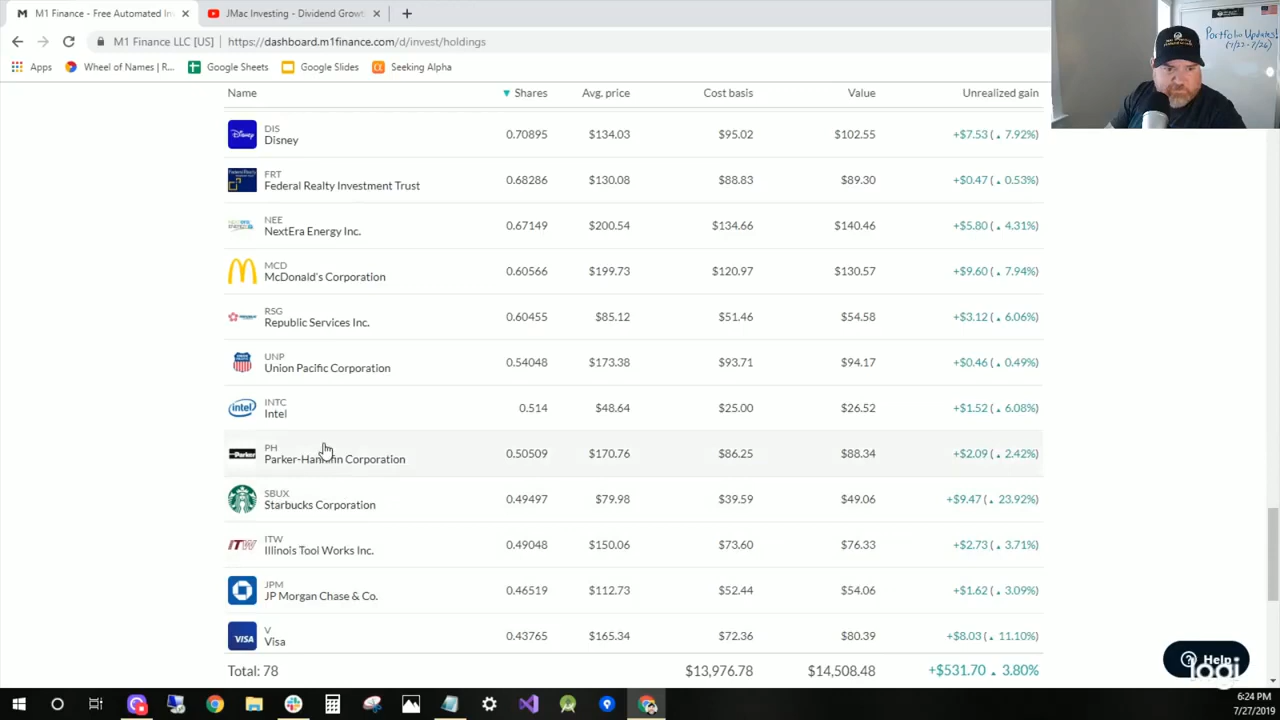 M1 Finance - Free Automated In
JMac Investing - Dividend Growt
M1 Finance LLC [US] | https://dashboard.m1finance.com/d/invest/holdings
Apps Wheel of Names | R... Google Sheets Google Slides Seeking Alpha
Portfolio Updates!
(7/22-7/26)
Name ▼ Shares Avg. price Cost basis Value Unrealized gain
DIS
Disney 0.70895 $134.03 $95.02 $102.55 +$7.53 (▲ 7.92%)
FRT
Federal Realty Investment Trust 0.68286 $130.08 $88.83 $89.30 +$0.47 (▲ 0.53%)
NEE
NextEra Energy Inc. 0.67149 $200.54 $134.66 $140.46 +$5.80 (▲ 4.31%)
MCD
McDonald's Corporation 0.60566 $199.73 $120.97 $130.57 +$9.60 (▲ 7.94%)
RSG
Republic Services Inc. 0.60455 $85.12 $51.46 $54.58 +$3.12 (▲ 6.06%)
UNP
Union Pacific Corporation 0.54048 $173.38 $93.71 $94.17 +$0.46 (▲ 0.49%)
intel
INTC
Intel 0.514 $48.64 $25.00 $26.52 +$1.52 (▲ 6.08%)
Parker
PH
Parker-Hannifin Corporation 0.50509 $170.76 $86.25 $88.34 +$2.09 (▲ 2.42%)
SBUX
Starbucks Corporation 0.49497 $79.98 $39.59 $49.06 +$9.47 (▲ 23.92%)
ITW
ITW
Illinois Tool Works Inc. 0.49048 $150.06 $73.60 $76.33 +$2.73 (▲ 3.71%)
JPM
JP Morgan Chase & Co. 0.46519 $112.73 $52.44 $54.06 +$1.62 (▲ 3.09%)
VISA
V
Visa 0.43765 $165.34 $72.36 $80.39 +$8.03 (▲ 11.10%)
Total: 78 $13,976.78 $14,508.48 +$531.70 ▲ 3.80%
Help
logi
6:24 PM
7/27/2019